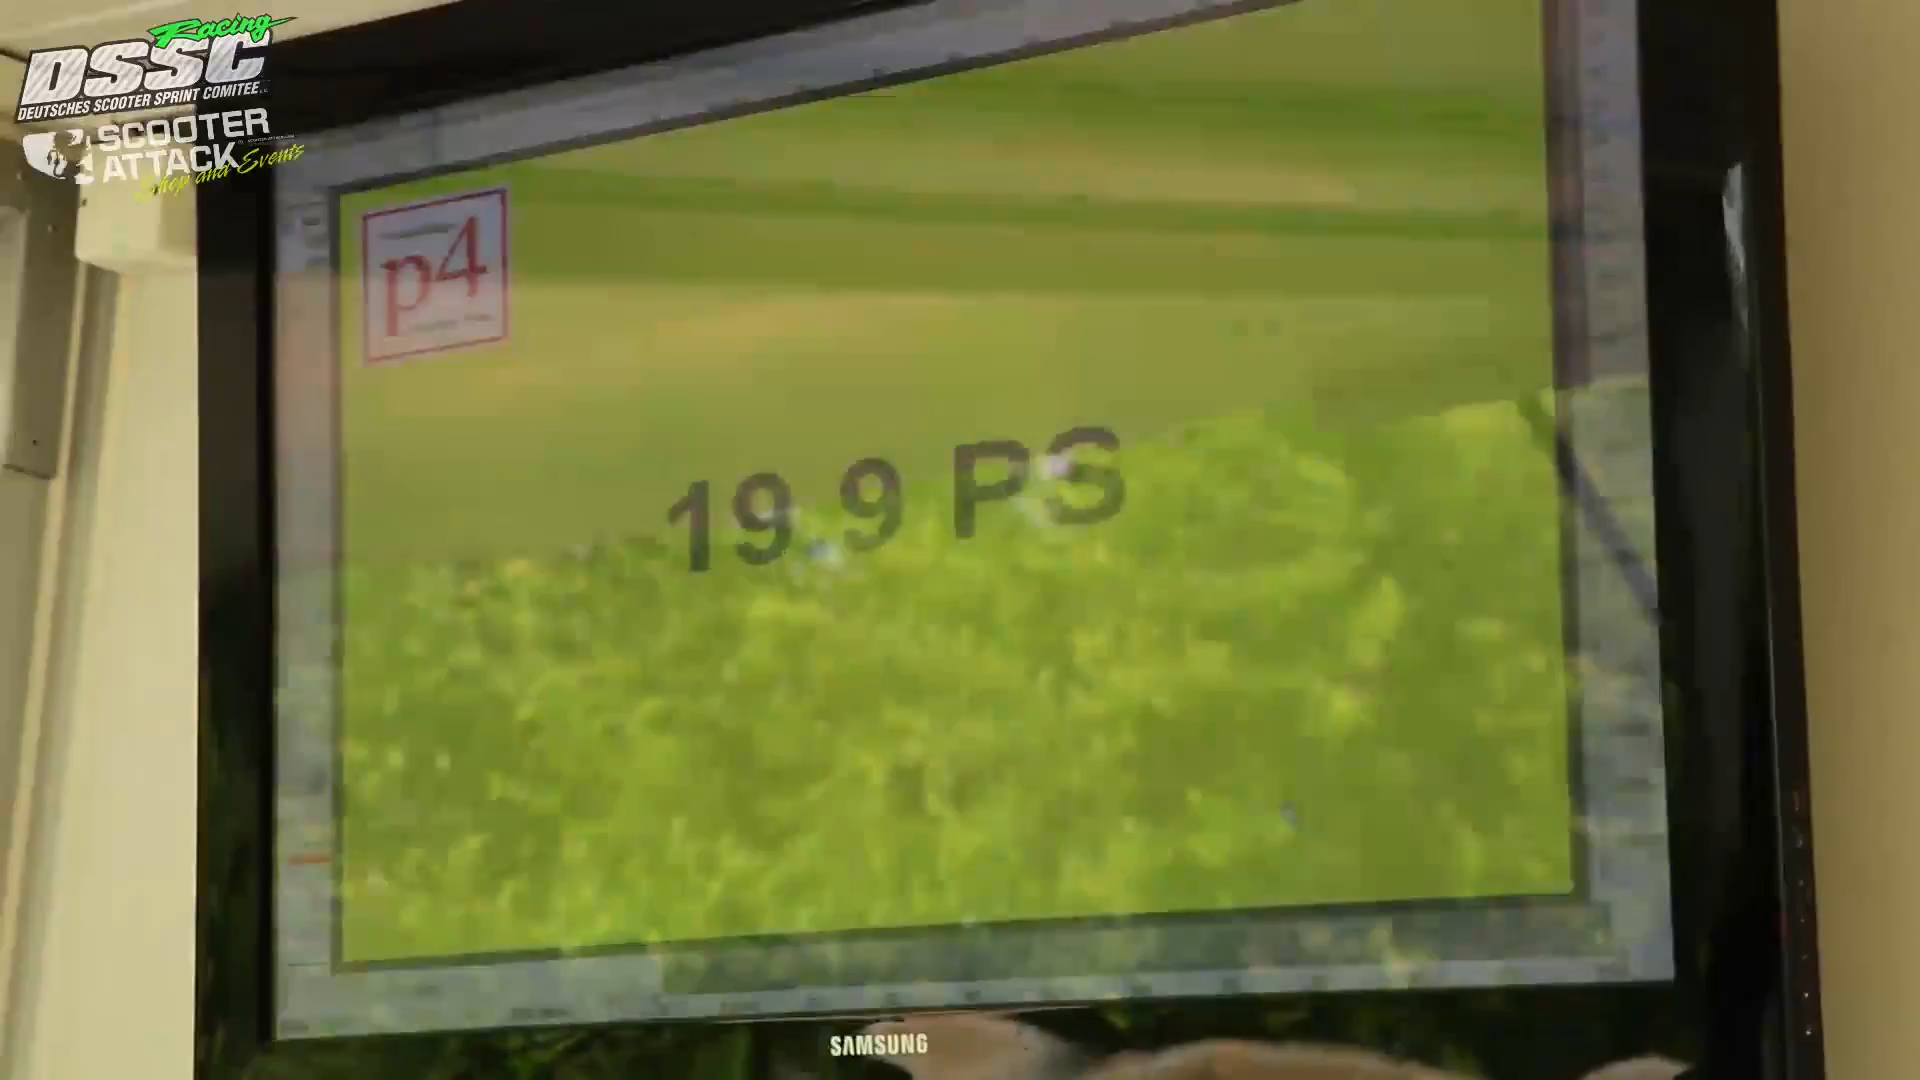 Racing
DSSC
DEUTSCHES SCOOTER SPRINT COMITEE
SCOOTER
ATTACK
Shop and Events
p4
19.9 PS
SAMSUNG